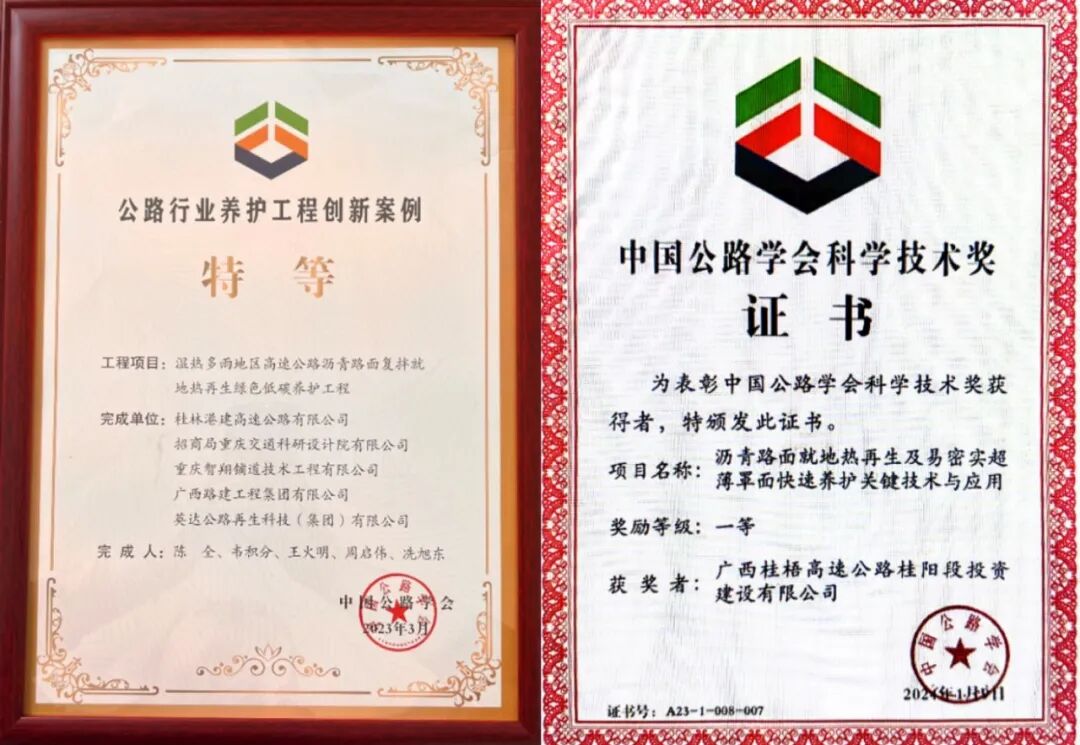 公路行业养护工程创新案例
特 等
工程项目：湿热多雨地区高速公路沥青路面复拌就
地热再生绿色低碳养护工程
完成单位：桂林港建高速公路有限公司
招商局重庆交通科研设计院有限公司
重庆智翔铺道技术工程有限公司
广西路建工程集团有限公司
英达公路再生科技（集团）有限公司
完 成 人：陈 全、韦积分、王火明、周启伟、冼旭东
中国公路学会
2023年3月
中国公路学会科学技术奖
证 书
为表彰中国公路学会科学技术奖获
得者，特颁发此证书。
项目名称：沥青路面就地热再生及易密实超
薄罩面快速养护关键技术与应用
奖励等级：一等
获 奖 者：广西桂梧高速公路桂阳段投资
建设有限公司
中国公路学会
2024年1月
证书号：A23-1-008-007